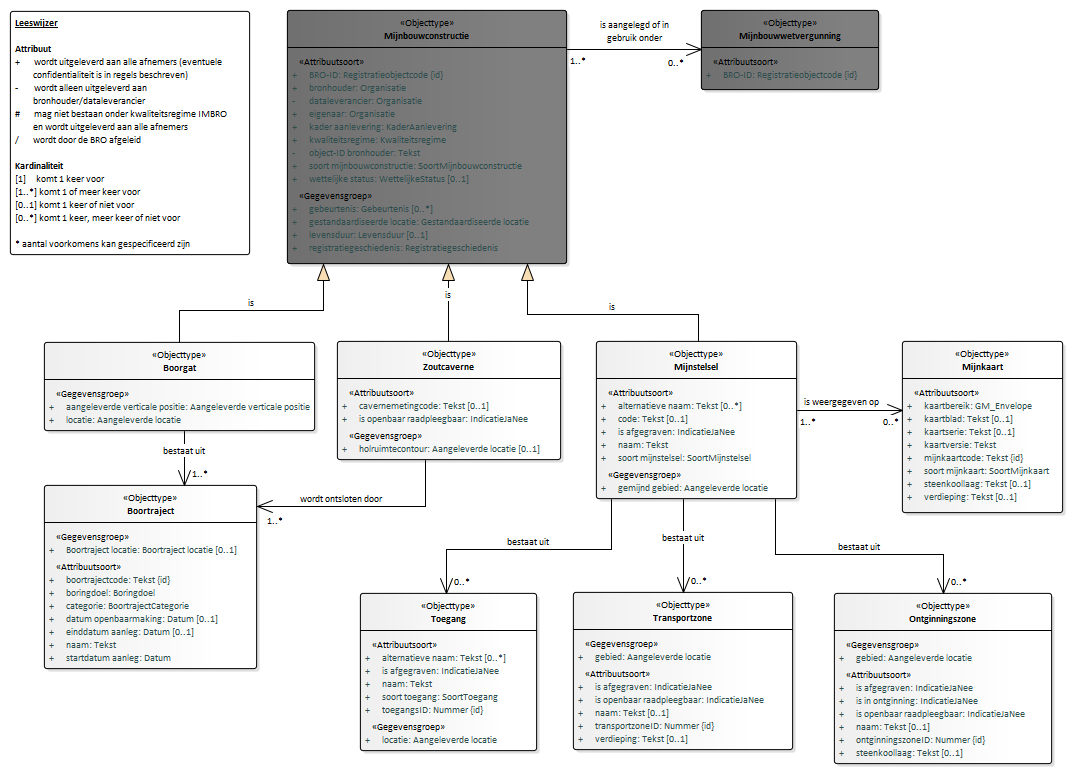 Leeswijzer
Attribuut
+ wordt uitgeleverd aan alle afnemers (eventuele
confidentialiteit is in regels beschreven)
- wordt alleen uitgeleverd aan
bronhouder/dataleverancier
# mag niet bestaan onder kwaliteitsregime IMBRO
en wordt uitgeleverd aan alle afnemers
/ wordt door de BRO afgeleid
Kardinaliteit
[1] komt 1 keer voor
[1..*] komt 1 of meer keer voor
[0..1] komt 1 keer of niet voor
[0..*] komt 1 keer, meer keer of niet voor
* aantal voorkomens kan gespecificeerd zijn
«Objecttype»
Mijnbouwconstructie
«Attribuutsoort»
+ BRO-ID: Registratieobjectcode {id}
+ bronhouder: Organisatie
- dataleverancier: Organisatie
+ eigenaar: Organisatie
+ kader aanlevering: KaderAanlevering
+ kwaliteitsregime: Kwaliteitsregime
- object-ID bronhouder: Tekst
+ soort mijnbouwconstructie: SoortMijnbouwconstructie
+ wettelijke status: WettelijkeStatus [0..1]
«Gegevensgroep»
+ gebeurtenis: Gebeurtenis [0..*]
+ gestandaardiseerde locatie: Gestandaardiseerde locatie
+ levensduur: Levensduur [0..1]
+ registratiegeschiedenis: Registratiegeschiedenis
is aangelegd of in
gebruik onder
1..*
0..*
«Objecttype»
Mijnbouwwetvergunning
«Attribuutsoort»
+ BRO-ID: Registratieobjectcode {id}
is
is
is
«Objecttype»
Boorgat
«Gegevensgroep»
+ aangeleverde verticale positie: Aangeleverde verticale positie
+ locatie: Aangeleverde locatie
«Objecttype»
Zoutcaverne
«Attribuutsoort»
+ cavernemetingcode: Tekst [0..1]
+ is openbaar raadpleegbaar: IndicatieJaNee
«Gegevensgroep»
+ holruimtecontour: Aangeleverde locatie [0..1]
«Objecttype»
Mijnstelsel
«Attribuutsoort»
+ alternatieve naam: Tekst [0..*]
+ code: Tekst [0..1]
+ is afgegraven: IndicatieJaNee
+ naam: Tekst
+ soort mijnstelsel: SoortMijnstelsel
«Gegevensgroep»
+ gemijnd gebied: Aangeleverde locatie
is weergegeven op
1..*
0..*
«Objecttype»
Mijnkaart
«Attribuutsoort»
+ kaartbereik: GM_Envelope
+ kaartblad: Tekst [0..1]
+ kaartserie: Tekst [0..1]
+ kaartversie: Tekst
+ mijnkaartcode: Tekst {id}
+ soort mijnkaart: SoortMijnkaart
+ steenkoollaag: Tekst [0..1]
+ verdieping: Tekst [0..1]
bestaat uit
1..*
wordt ontsloten door
1..*
«Objecttype»
Boortraject
«Gegevensgroep»
+ Boortraject locatie: Boortraject locatie [0..1]
«Attribuutsoort»
+ boortrajectcode: Tekst {id}
+ boringdoel: Boringdoel
+ categorie: BoortrajectCategorie
+ datum openbaarmaking: Datum [0..1]
+ einddatum aanleg: Datum [0..1]
+ naam: Tekst
+ startdatum aanleg: Datum
bestaat uit
0..*
bestaat uit
0..*
bestaat uit
0..*
«Objecttype»
Toegang
«Attribuutsoort»
+ alternatieve naam: Tekst [0..*]
+ is afgegraven: IndicatieJaNee
+ naam: Tekst
+ soort toegang: SoortToegang
+ toegangsID: Nummer {id}
«Gegevensgroep»
+ locatie: Aangeleverde locatie
«Objecttype»
Transportzone
«Gegevensgroep»
+ gebied: Aangeleverde locatie
«Attribuutsoort»
+ is afgegraven: IndicatieJaNee
+ is openbaar raadpleegbaar: IndicatieJaNee
+ naam: Tekst [0..1]
+ transportzoneID: Nummer {id}
+ verdieping: Tekst [0..1]
«Objecttype»
Ontginningszone
«Gegevensgroep»
+ gebied: Aangeleverde locatie
«Attribuutsoort»
+ is afgegraven: IndicatieJaNee
+ is in ontginning: IndicatieJaNee
+ is openbaar raadpleegbaar: IndicatieJaNee
+ naam: Tekst [0..1]
+ ontginningszoneID: Nummer {id}
+ steenkoollaag: Tekst [0..1]